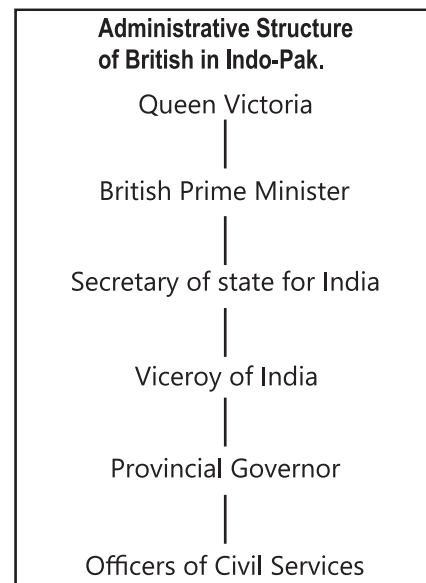 Administrative Structure
of British in Indo-Pak.
Queen Victoria
British Prime Minister
Secretary of state for India
Viceroy of India
Provincial Governor
Officers of Civil Services